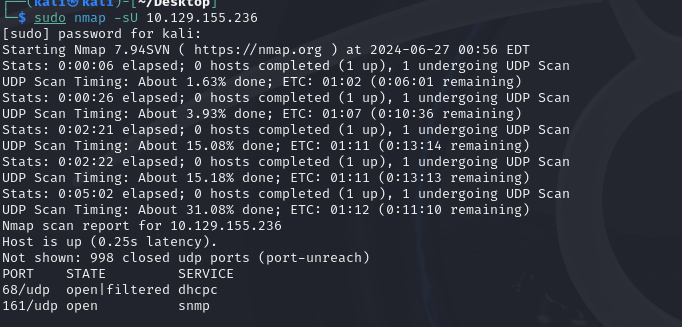 (kali㉿kali)-[~/Desktop]
$ sudo nmap -sU 10.129.155.236
[sudo] password for kali:
Starting Nmap 7.94SVN ( https://nmap.org ) at 2024-06-27 00:56 EDT
Stats: 0:00:06 elapsed; 0 hosts completed (1 up), 1 undergoing UDP Scan
UDP Scan Timing: About 1.63% done; ETC: 01:02 (0:06:01 remaining)
Stats: 0:00:26 elapsed; 0 hosts completed (1 up), 1 undergoing UDP Scan
UDP Scan Timing: About 3.93% done; ETC: 01:07 (0:10:36 remaining)
Stats: 0:02:21 elapsed; 0 hosts completed (1 up), 1 undergoing UDP Scan
UDP Scan Timing: About 15.08% done; ETC: 01:11 (0:13:14 remaining)
Stats: 0:02:22 elapsed; 0 hosts completed (1 up), 1 undergoing UDP Scan
UDP Scan Timing: About 15.18% done; ETC: 01:11 (0:13:13 remaining)
Stats: 0:05:02 elapsed; 0 hosts completed (1 up), 1 undergoing UDP Scan
UDP Scan Timing: About 31.08% done; ETC: 01:12 (0:11:10 remaining)
Nmap scan report for 10.129.155.236
Host is up (0.25s latency).
Not shown: 998 closed udp ports (port-unreach)
PORT    STATE         SERVICE
68/udp  open|filtered dhcpc
161/udp open          snmp